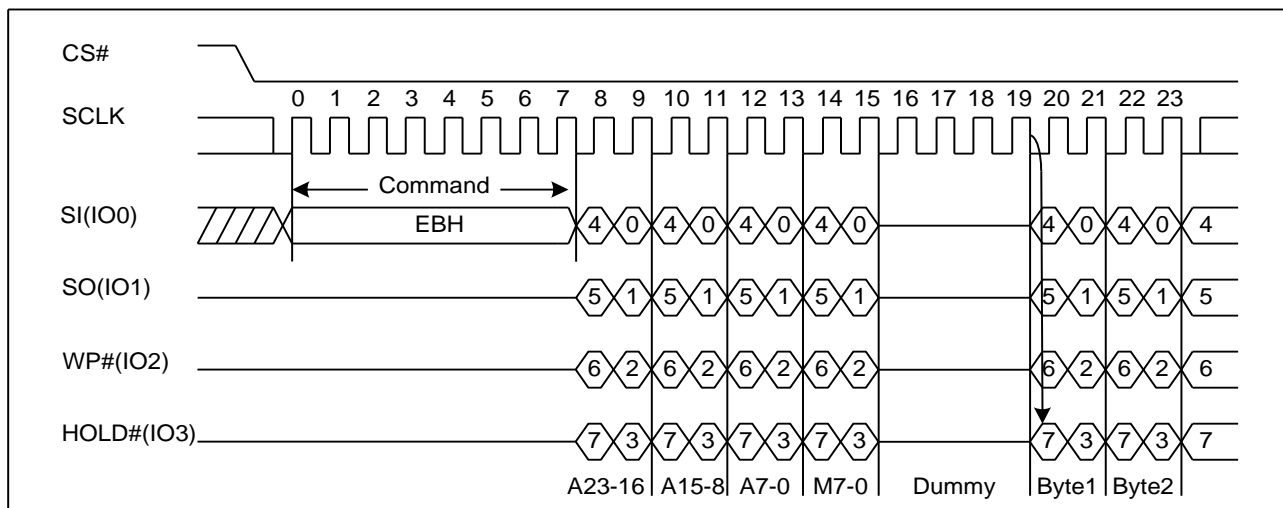 CS#
0 1 2 3 4 5 6 7 8 9 10 11 12 13 14 15 16 17 18 19 20 21 22 23
SCLK
Command
SI(IO0) EBH 4 0 4 0 4 0 4 0 4 0 4 0 4
SO(IO1) 5 1 5 1 5 1 5 1 5 1 5 1 5
WP#(IO2) 6 2 6 2 6 2 6 2 6 2 6 2 6
HOLD#(IO3) 7 3 7 3 7 3 7 3 7 3 7 3 7
A23-16 A15-8 A7-0 M7-0 Dummy Byte1 Byte2